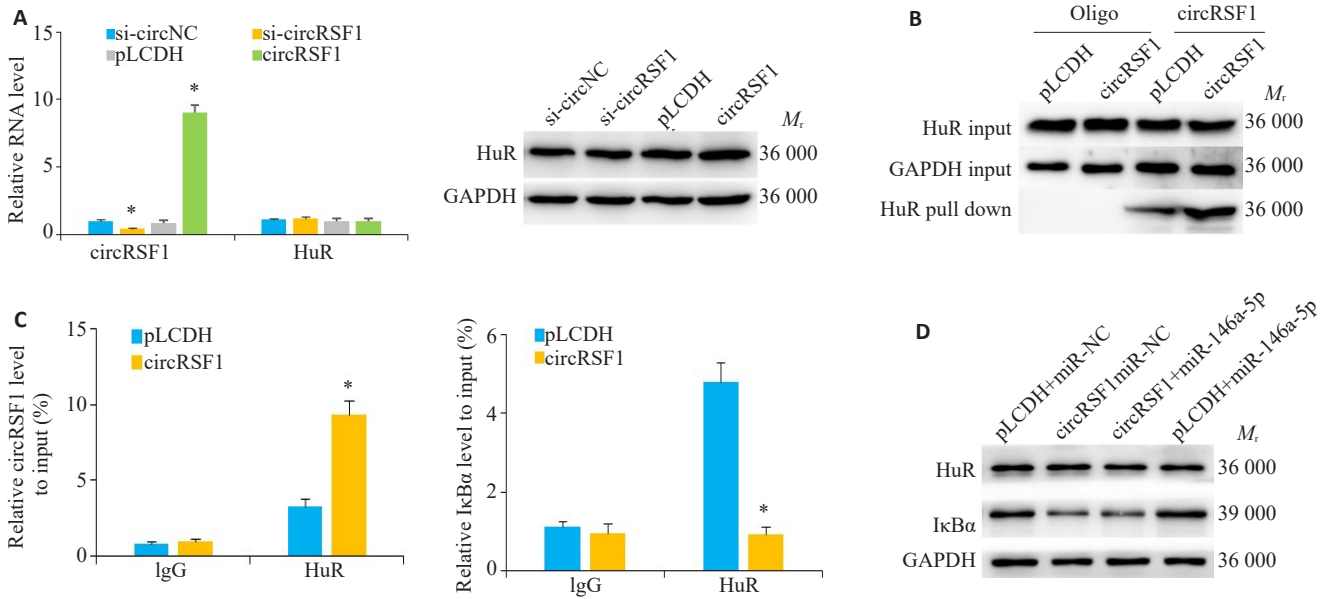 A
15
10
5
0
Relative RNA level
si-circNC
si-circRSF1
pLCDH
circRSF1
*
*
circRSF1
HuR
si-circNC
si-circRSF1
pLCDH
circRSF1
Mr
HuR
36 000
GAPDH
36 000
B
Oligo
circRSF1
pLCDH
circRSF1
pLCDH
circRSF1
Mr
HuR input
36 000
GAPDH input
36 000
HuR pull down
36 000
C
15
10
5
0
Relative circRSF1 level
to input (%)
pLCDH
circRSF1
*
lgG
HuR
6
4
2
0
Relative IκBα level to input (%)
pLCDH
circRSF1
*
lgG
HuR
D
pLCDH+miR-NC
circRSF1miR-NC
circRSF1+miR-146a-5p
pLCDH+miR-146a-5p
Mr
HuR
36 000
IκBα
39 000
GAPDH
36 000